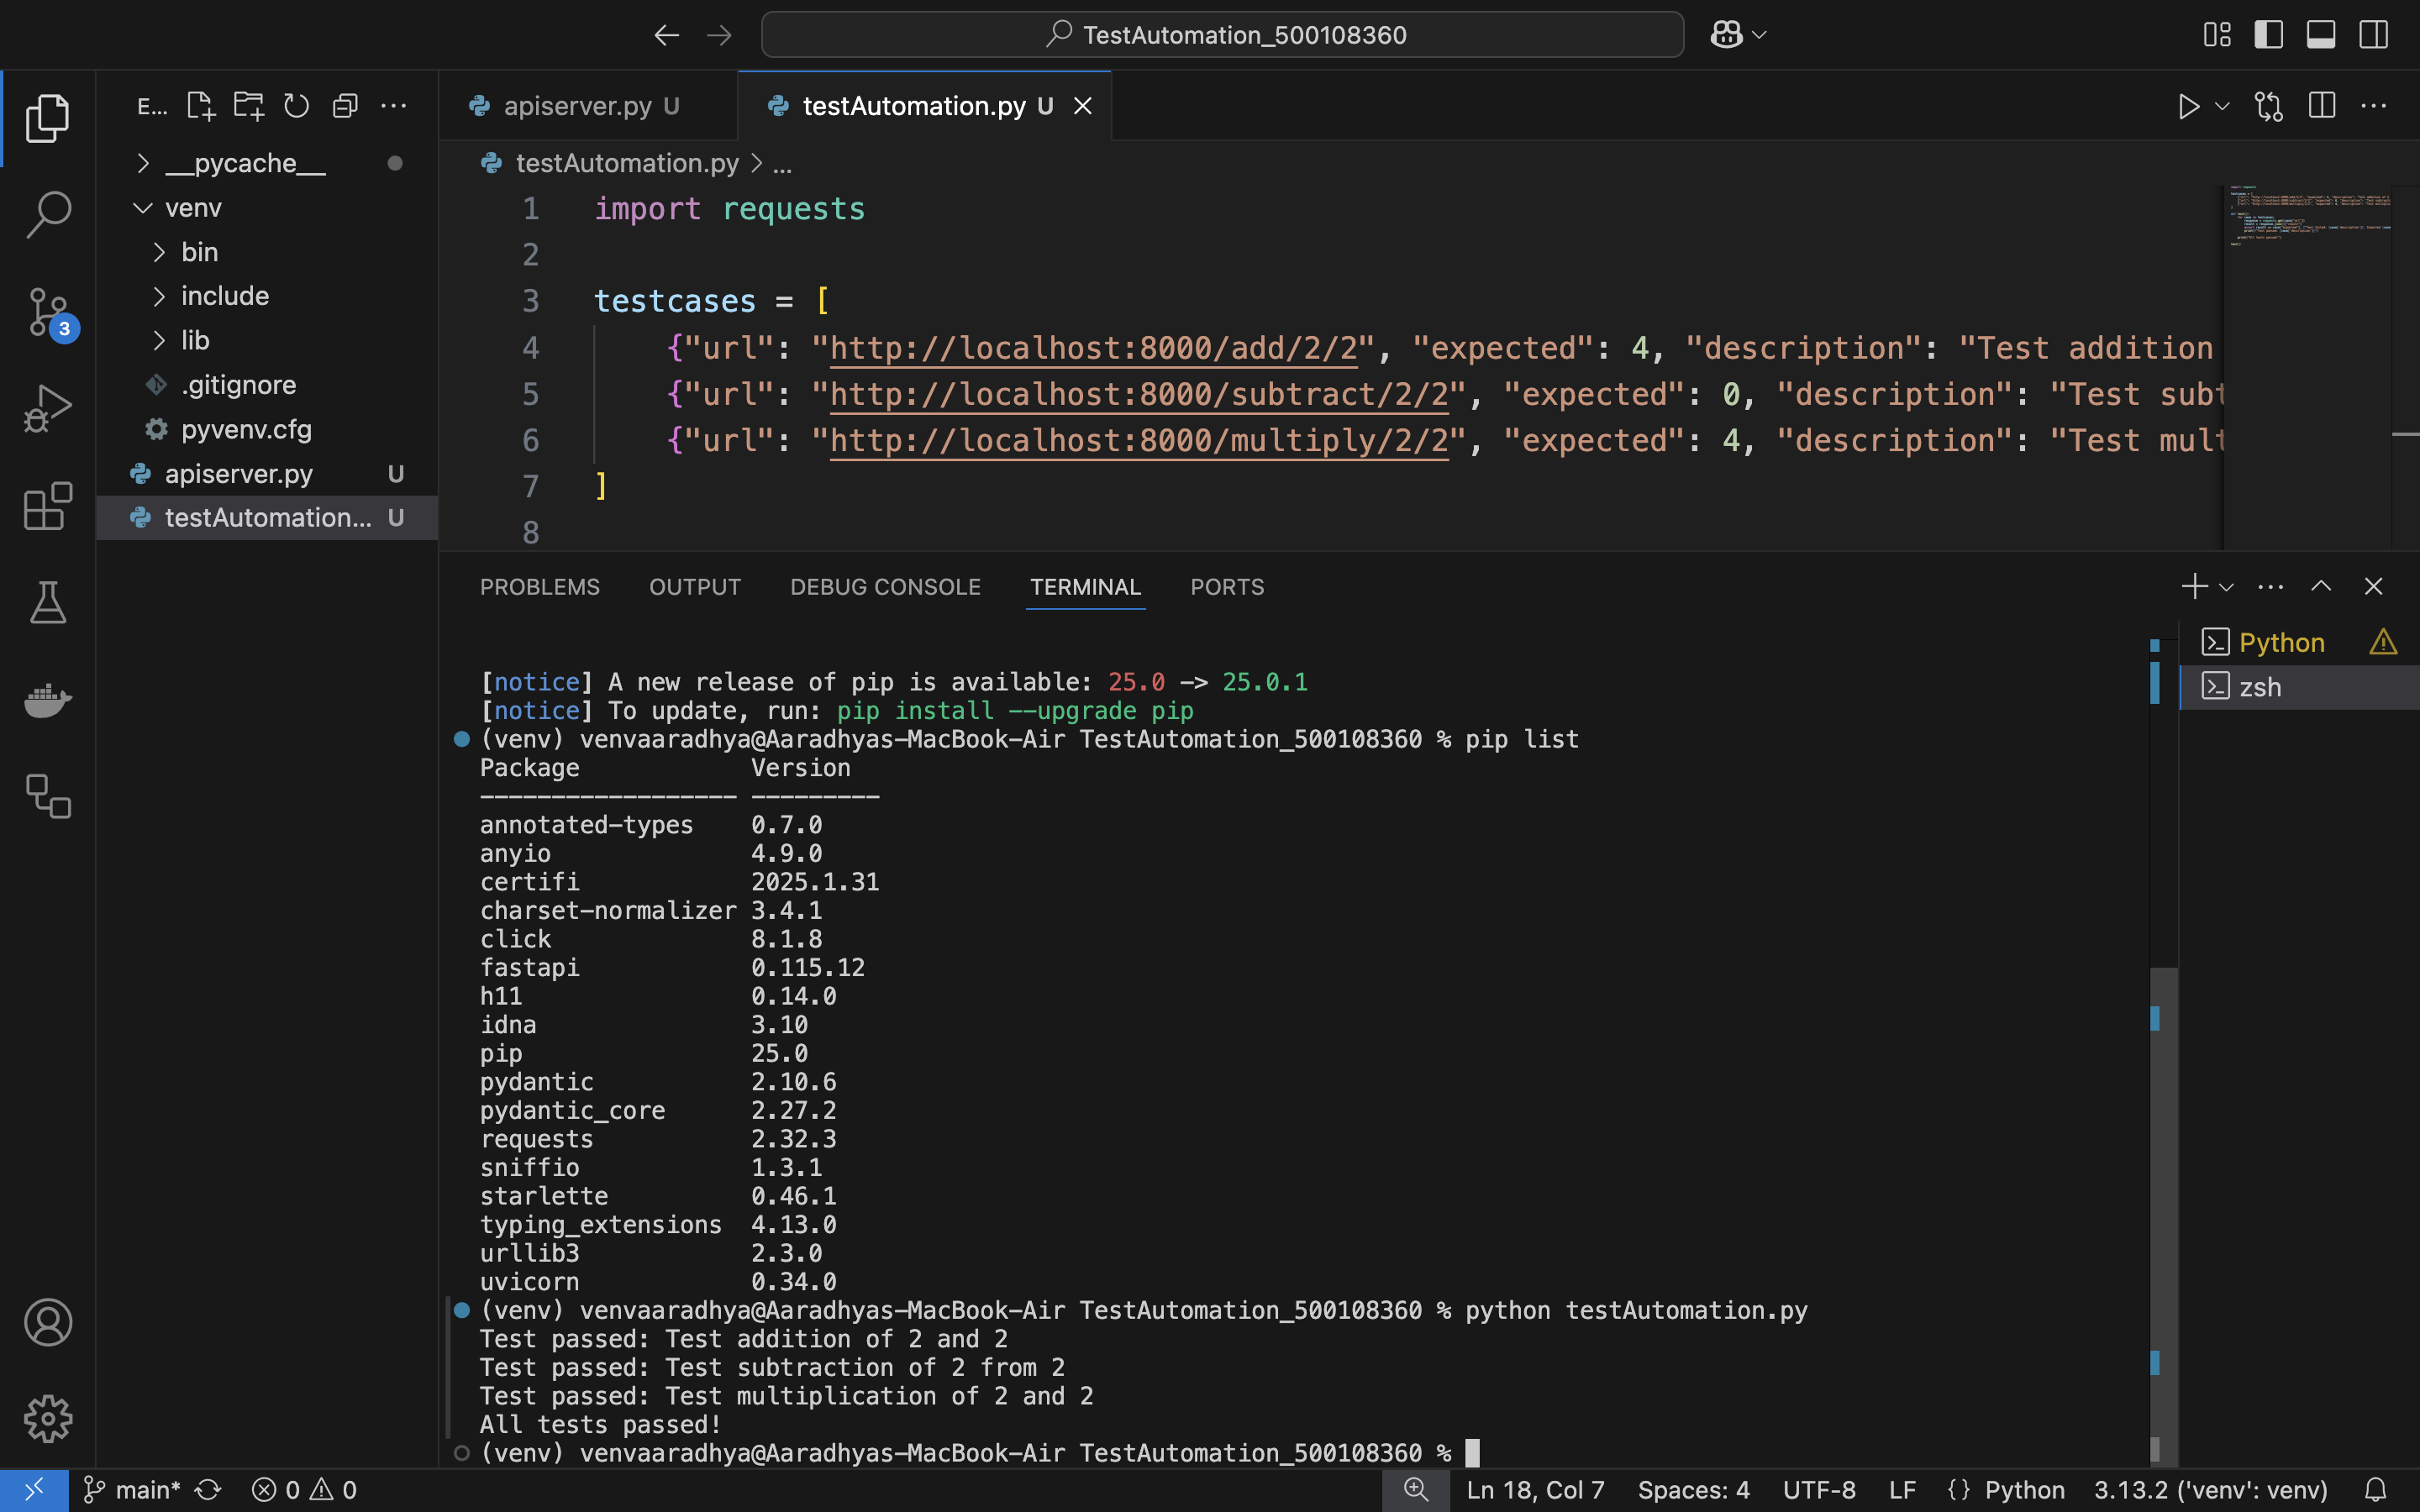 TestAutomation_500108360
E...
apiserver.py U
testAutomation.py U
testAutomation.py > ...
__pycache__
venv
bin
include
lib
.gitignore
pyvenv.cfg
apiserver.py U
testAutomation... U
3
1 import requests
2
3 testcases = [
4 {"url": "http://localhost:8000/add/2/2", "expected": 4, "description": "Test addition
5 {"url": "http://localhost:8000/subtract/2/2", "expected": 0, "description": "Test subt
6 {"url": "http://localhost:8000/multiply/2/2", "expected": 4, "description": "Test mult
7 ]
8
PROBLEMS OUTPUT DEBUG CONSOLE TERMINAL PORTS
Python
zsh
[notice] A new release of pip is available: 25.0 -> 25.0.1
[notice] To update, run: pip install --upgrade pip
(venv) venvaaradhya@Aaradhyas-MacBook-Air TestAutomation_500108360 % pip list
Package Version
------------------ ---------
annotated-types 0.7.0
anyio 4.9.0
certifi 2025.1.31
charset-normalizer 3.4.1
click 8.1.8
fastapi 0.115.12
h11 0.14.0
idna 3.10
pip 25.0
pydantic 2.10.6
pydantic_core 2.27.2
requests 2.32.3
sniffio 1.3.1
starlette 0.46.1
typing_extensions 4.13.0
urllib3 2.3.0
uvicorn 0.34.0
(venv) venvaaradhya@Aaradhyas-MacBook-Air TestAutomation_500108360 % python testAutomation.py
Test passed: Test addition of 2 and 2
Test passed: Test subtraction of 2 from 2
Test passed: Test multiplication of 2 and 2
All tests passed!
(venv) venvaaradhya@Aaradhyas-MacBook-Air TestAutomation_500108360 %
main* 0 0 Ln 18, Col 7 Spaces: 4 UTF-8 LF {} Python 3.13.2 ('venv': venv)